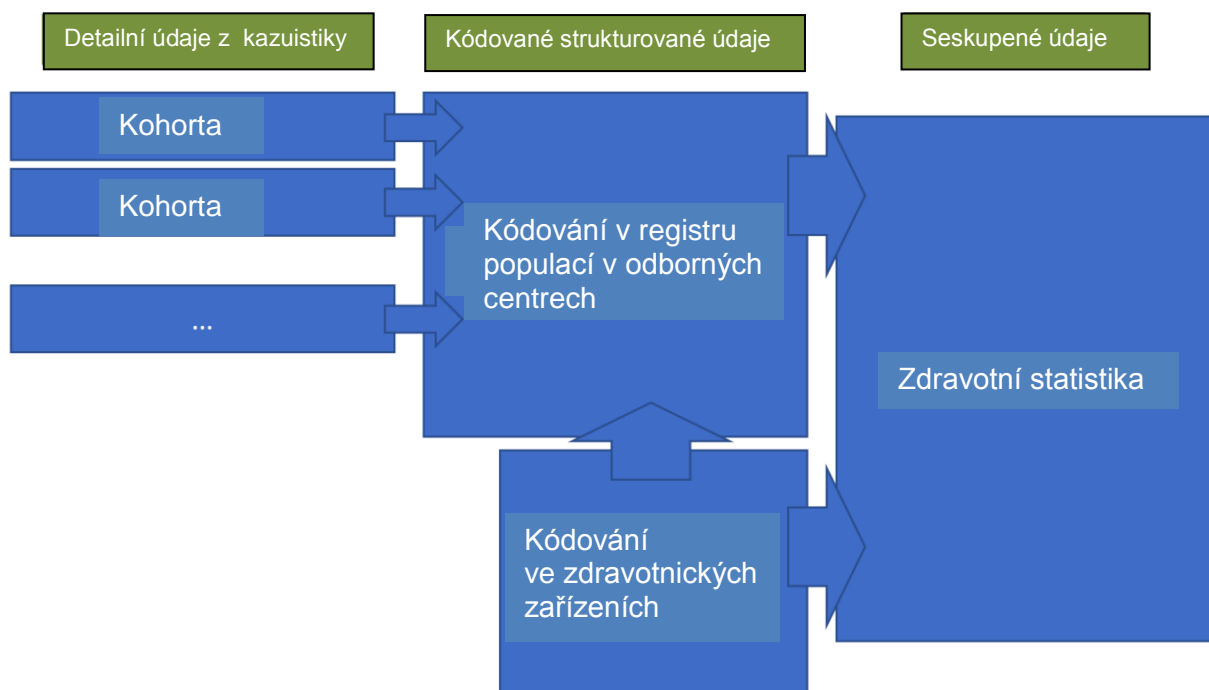 Detailní údaje z kazuistiky
Kódované strukturované údaje
Seskupené údaje
Kohorta
Kohorta
...
Kódování v registru
populací v odborných
centrech
Kódování
ve zdravotnických
zařízeních
Zdravotní statistika